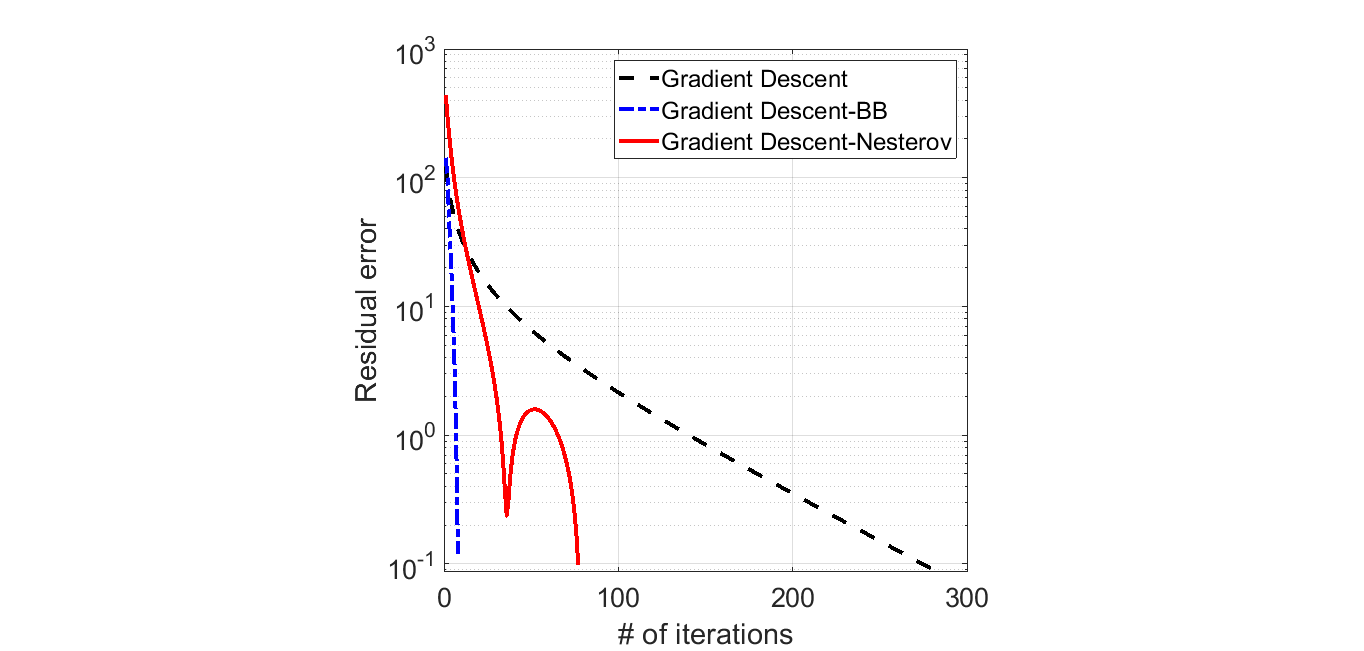 10^3
10^2
10^1
10^0
10^-1
Residual error
Gradient Descent
Gradient Descent-BB
Gradient Descent-Nesterov
0 100 200 300
# of iterations